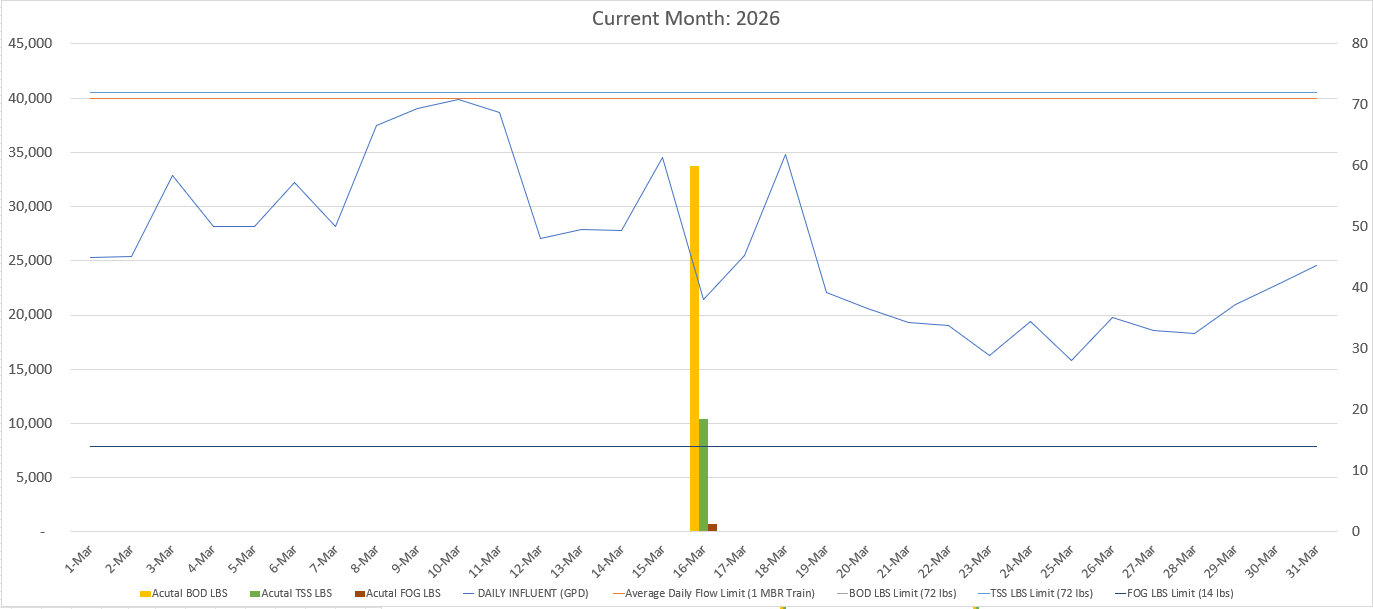 Current Month: 2026
45,000
40,000
35,000
30,000
25,000
20,000
15,000
10,000
5,000
-
80
70
60
50
40
30
20
10
0
1-Mar
2-Mar
3-Mar
4-Mar
5-Mar
6-Mar
7-Mar
8-Mar
9-Mar
10-Mar
11-Mar
12-Mar
13-Mar
14-Mar
15-Mar
16-Mar
17-Mar
18-Mar
19-Mar
20-Mar
21-Mar
22-Mar
23-Mar
24-Mar
25-Mar
26-Mar
27-Mar
28-Mar
29-Mar
30-Mar
31-Mar
Acutal BOD LBS
Acutal TSS LBS
Acutal FOG LBS
DAILY INFLUENT (GPD)
Average Daily Flow Limit (1 MBR Train)
BOD LBS Limit (72 lbs)
TSS LBS Limit (72 lbs)
FOG LBS Limit (14 lbs)